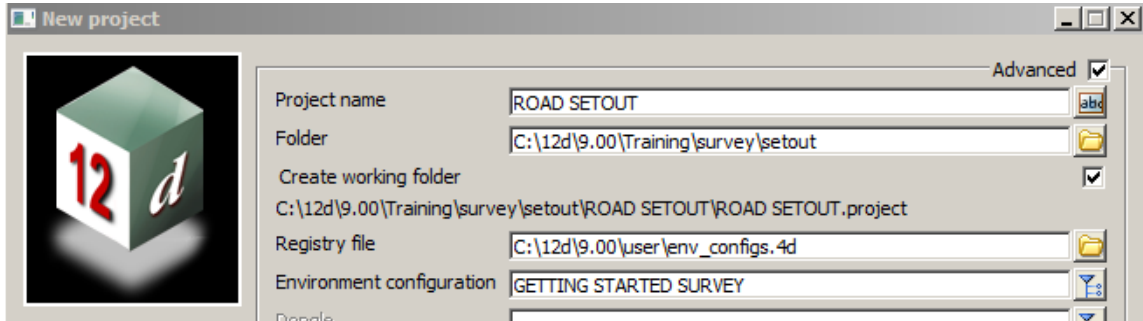 New project
Advanced
Project name ROAD SETOUT abc
Folder C:\12d\9.00\Training\survey\setout
Create working folder
C:\12d\9.00\Training\survey\setout\ROAD SETOUT\ROAD SETOUT.project
Registry file C:\12d\9.00\user\env_configs.4d
Environment configuration GETTING STARTED SURVEY
Dongle
12 d